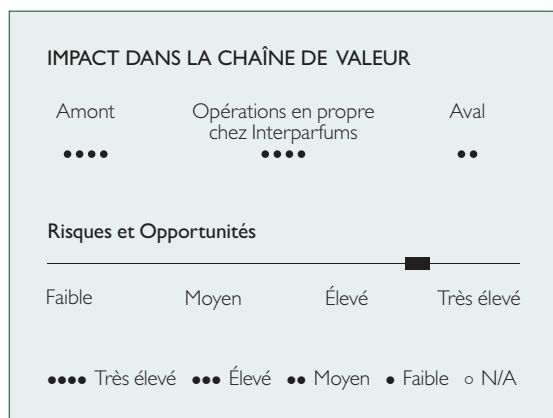 IMPACT DANS LA CHAÎNE DE VALEUR
Amont
Opérations en propre
chez Interparfums
Aval
●●●●
●●●●
●●
Risques et Opportunités
Faible Moyen Élevé Très élevé
●●●● Très élevé ●●● Élevé ●● Moyen ● Faible ○ N/A